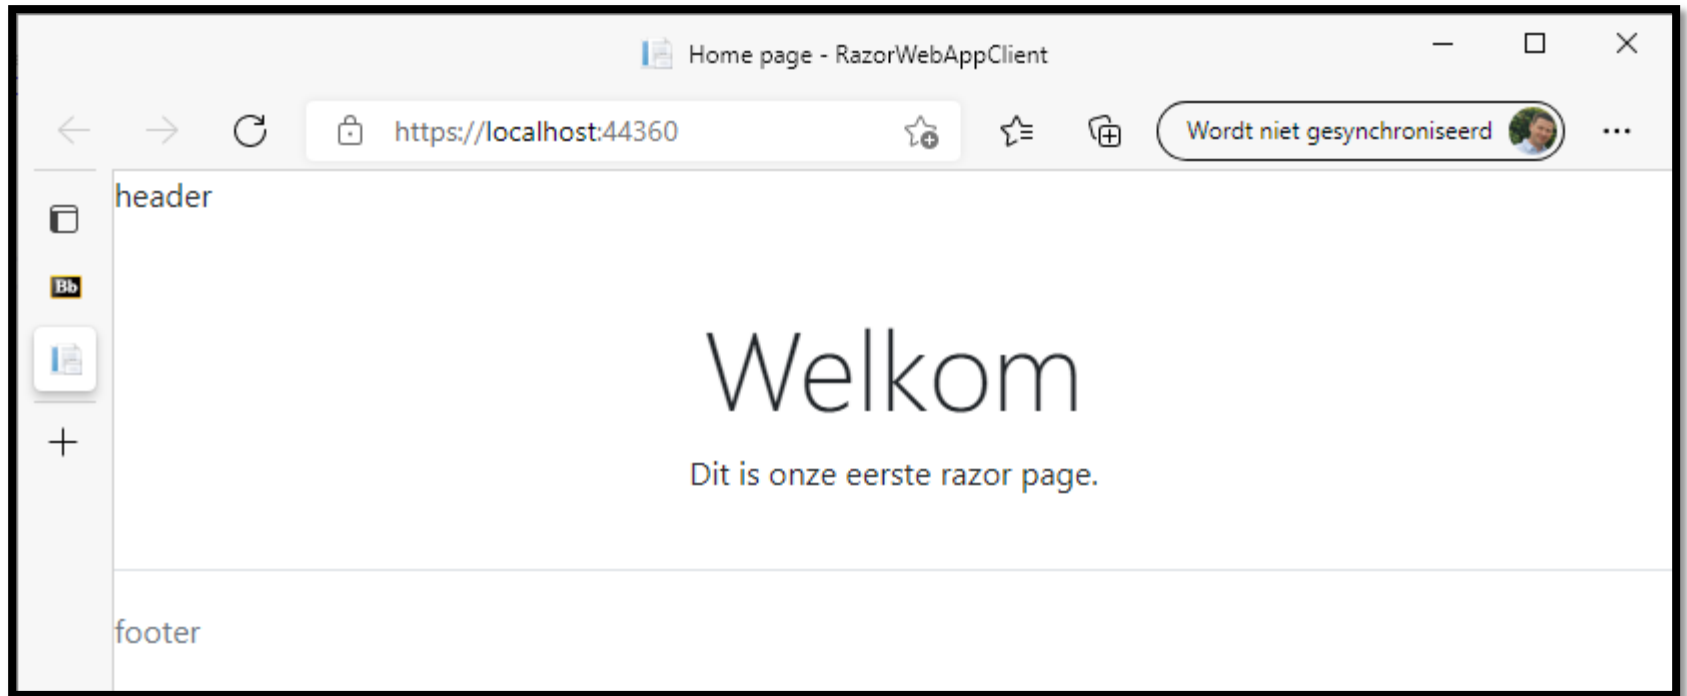 Home page - RazorWebAppClient
https://localhost:44360
Wordt niet gesynchroniseerd
header
Bb
Welkom
Dit is onze eerste razor page.
footer